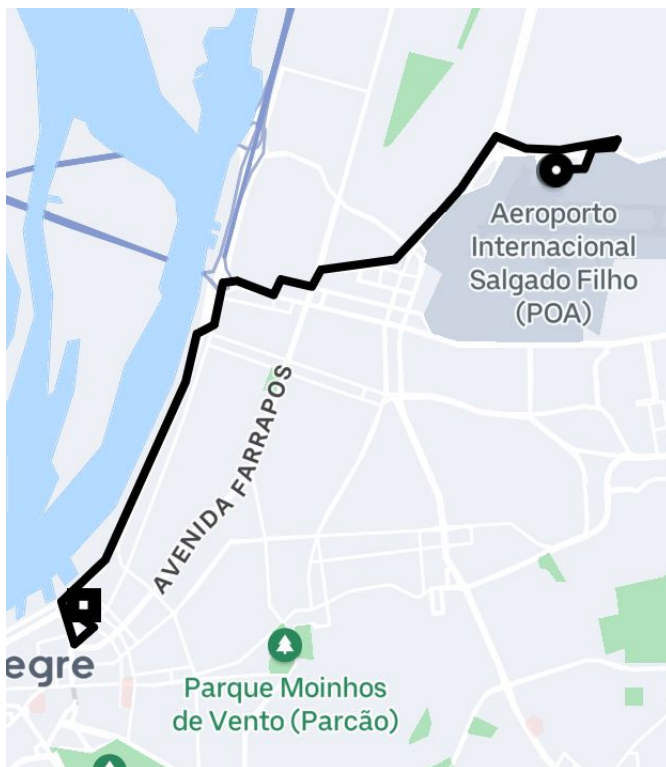 Aeroporto
Internacional
Salgado Filho
(POA)
AVENIDA FARRAPOS
egre
Parque Moinhos
de Vento (Parcão)